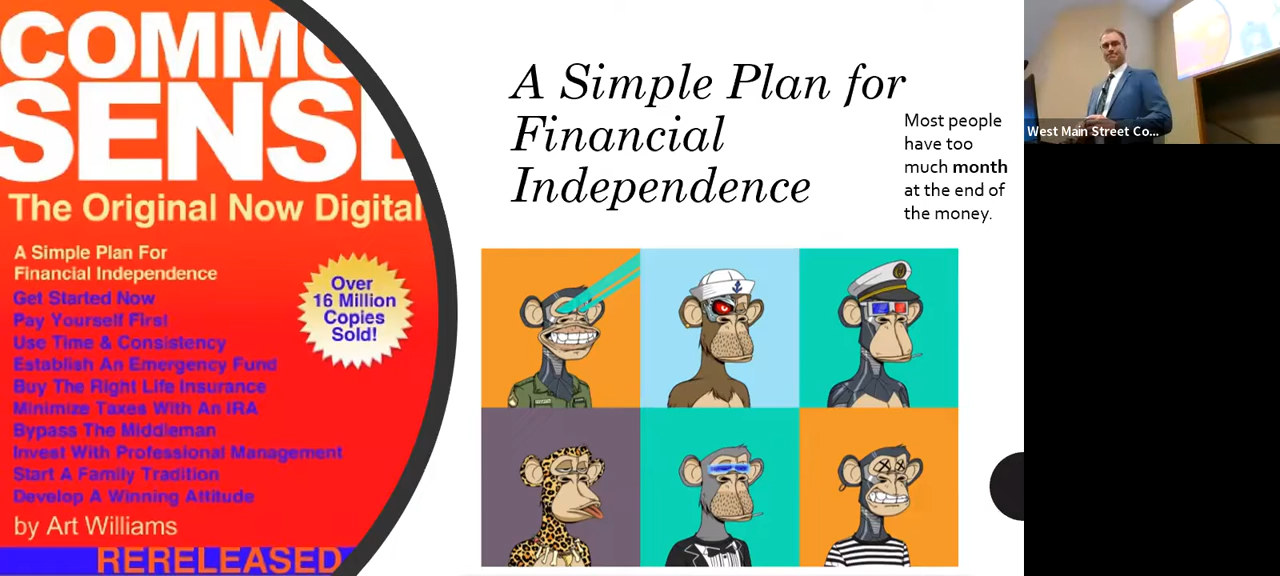 COMMO
SENSE
The Original Now Digital
A Simple Plan For
Financial Independence
Get Started Now
Pay Yourself First
Use Time & Consistency
Establish An Emergency Fund
Buy The Right Life Insurance
Minimize Taxes With An IRA
Bypass The Middleman
Invest With Professional Management
Start A Family Tradition
Develop A Winning Attitude
by Art Williams
RERELEASED
Over
16 Million
Copies
Sold!
A Simple Plan for
Financial
Independence
Most people
have too
much month
at the end of
the money.
West Main Street Co...